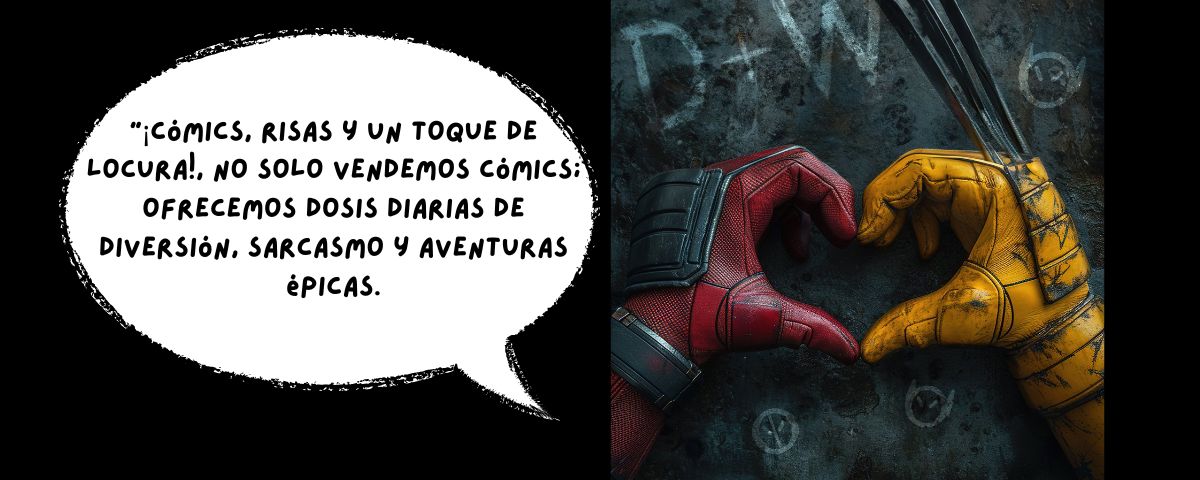 "¡CÓMICS, RISAS Y UN TOQUE DE
LOCURA!, NO SOLO VENDEMOS CÓMICS;
OFRECEMOS DOSIS DIARIAS DE
DIVERSIÓN, SARCASMO Y AVENTURAS
ÉPICAS.
D+W